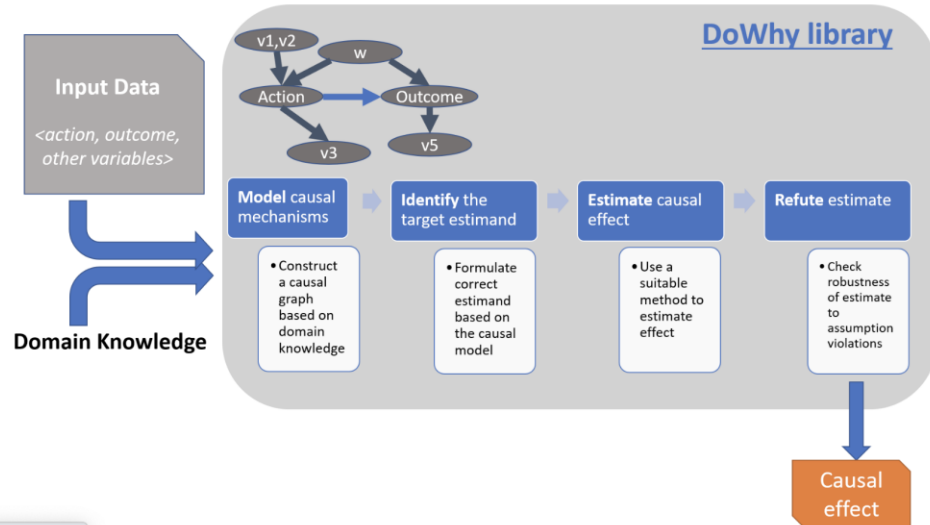 DoWhy library
Input Data
<action, outcome,
other variables>
v1,v2
w
Action
Outcome
v3
v5
Model causal
mechanisms
Identify the
target estimand
Estimate causal
effect
Refute estimate
• Construct
a causal
graph
based on
domain
knowledge
• Formulate
correct
estimand
based on
the causal
model
• Use a
suitable
method to
estimate
effect
• Check
robustness
of estimate
to
assumption
violations
Domain Knowledge
Causal
effect